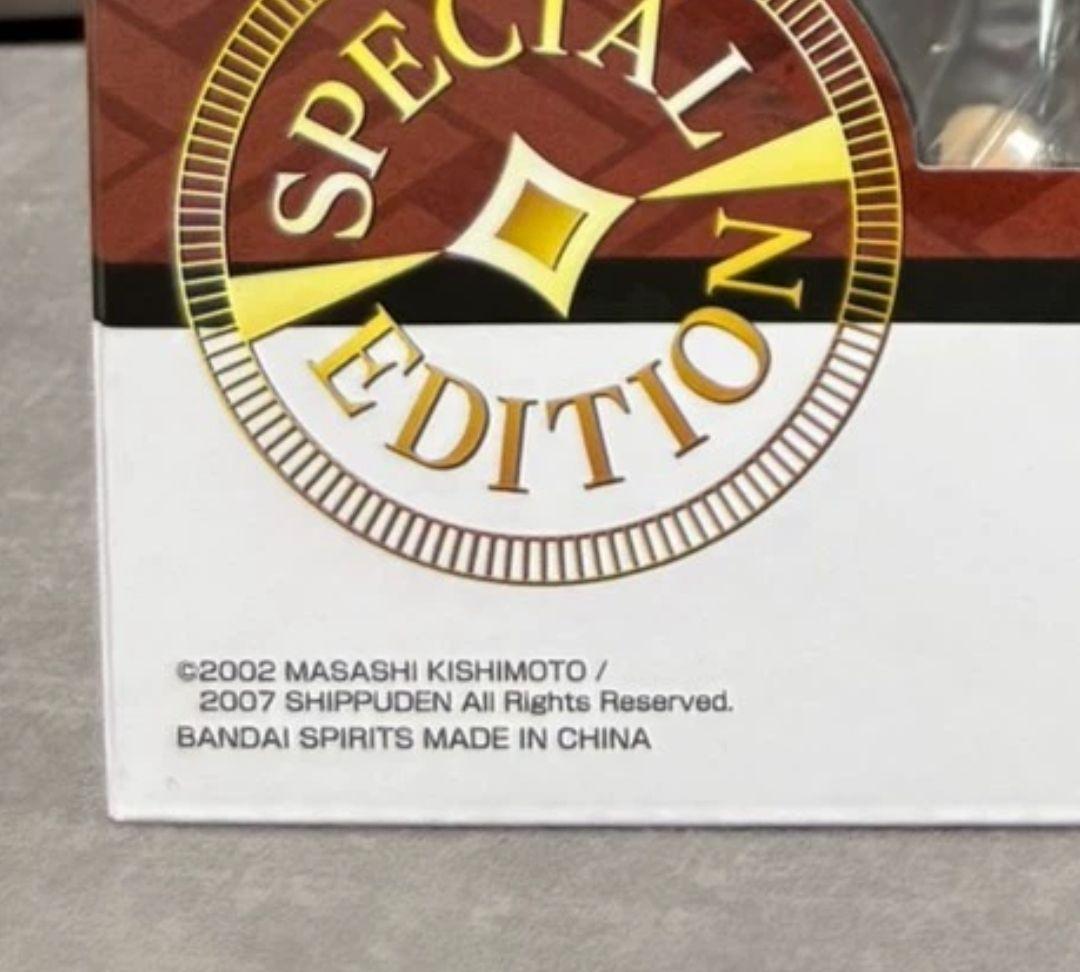 SPECIAL
EDITION
©2002 MASASHI KISHIMOTO /
2007 SHIPPUDEN All Rights Reserved.
BANDAI SPIRITS MADE IN CHINA